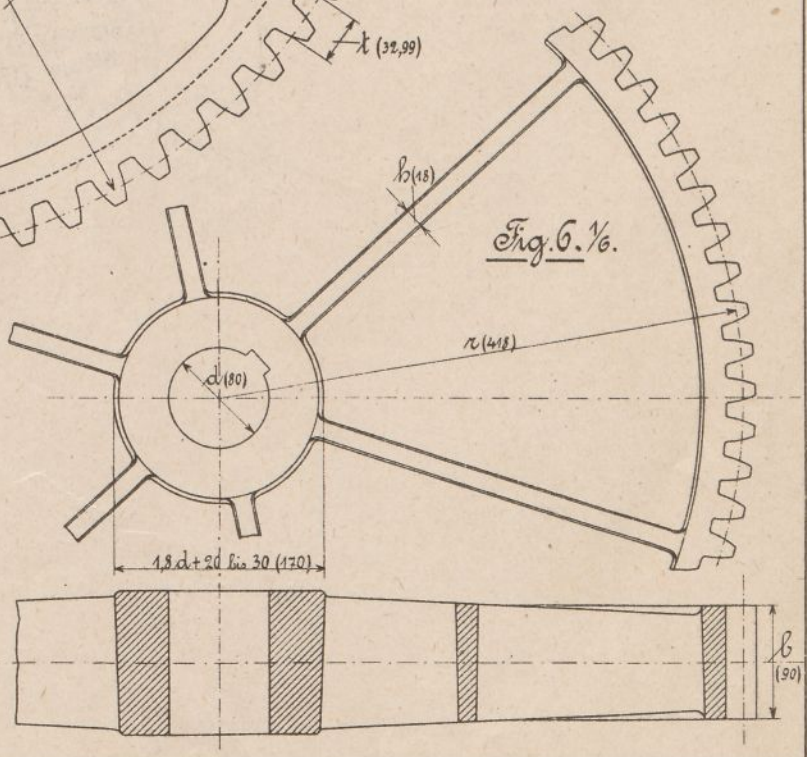 t (32,99)
h (18)
Fig. 6. 1/6.
r (418)
d (80)
1,8 d + 20 bis 30 (170)
b
(90)